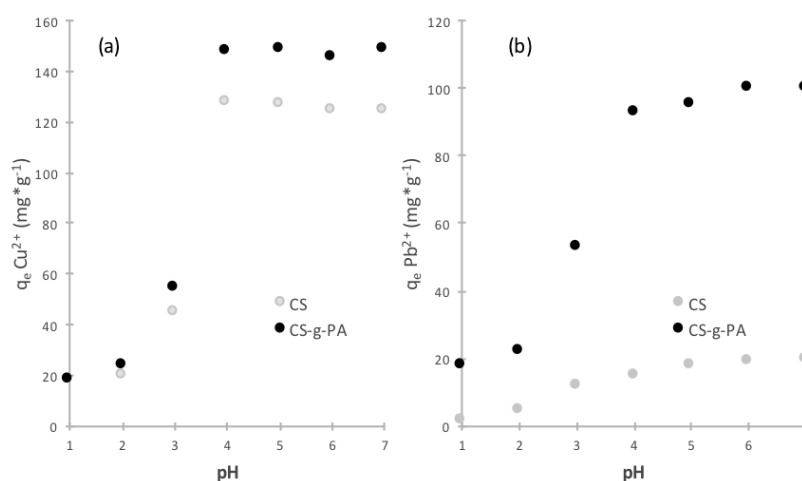 (a)
160
140
120
100
80
60
40
20
0
qₑ Cu²⁺ (mg*g⁻¹)
CS
CS-g-PA
1 2 3 4 5 6 7
pH
(b)
120
100
80
60
40
20
0
qₑ Pb²⁺ (mg*g⁻¹)
CS
CS-g-PA
1 2 3 4 5 6
pH